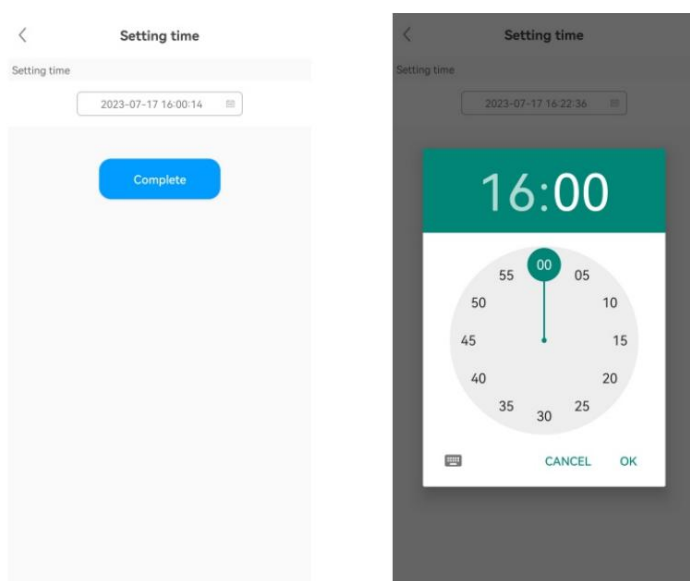 Setting time
Setting time
2023-07-17 16:00:14
Complete
Setting time
Setting time
2023-07-17 16:22:36
16:00
00
55 05
50 10
45 15
40 20
35 25
30
CANCEL OK